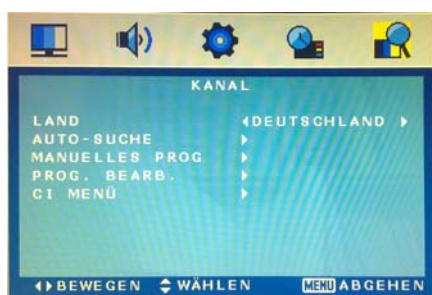 KANAL
LAND DEUTSCHLAND
AUTO-SUCHE
MANUELLES PROG
PROG. BEARB.
CI MENÜ
BEWEGEN WÄHLEN MENU ABGEHEN